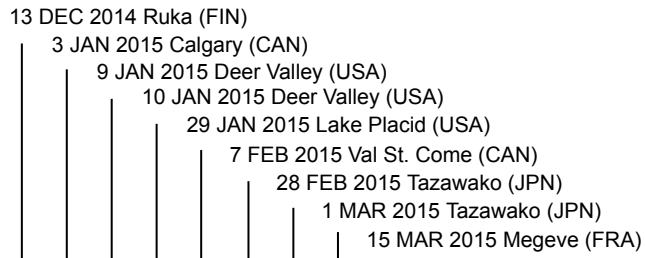 13 DEC 2014 Ruka (FIN)
3 JAN 2015 Calgary (CAN)
9 JAN 2015 Deer Valley (USA)
10 JAN 2015 Deer Valley (USA)
29 JAN 2015 Lake Placid (USA)
7 FEB 2015 Val St. Come (CAN)
28 FEB 2015 Tazawako (JPN)
1 MAR 2015 Tazawako (JPN)
15 MAR 2015 Megeve (FRA)